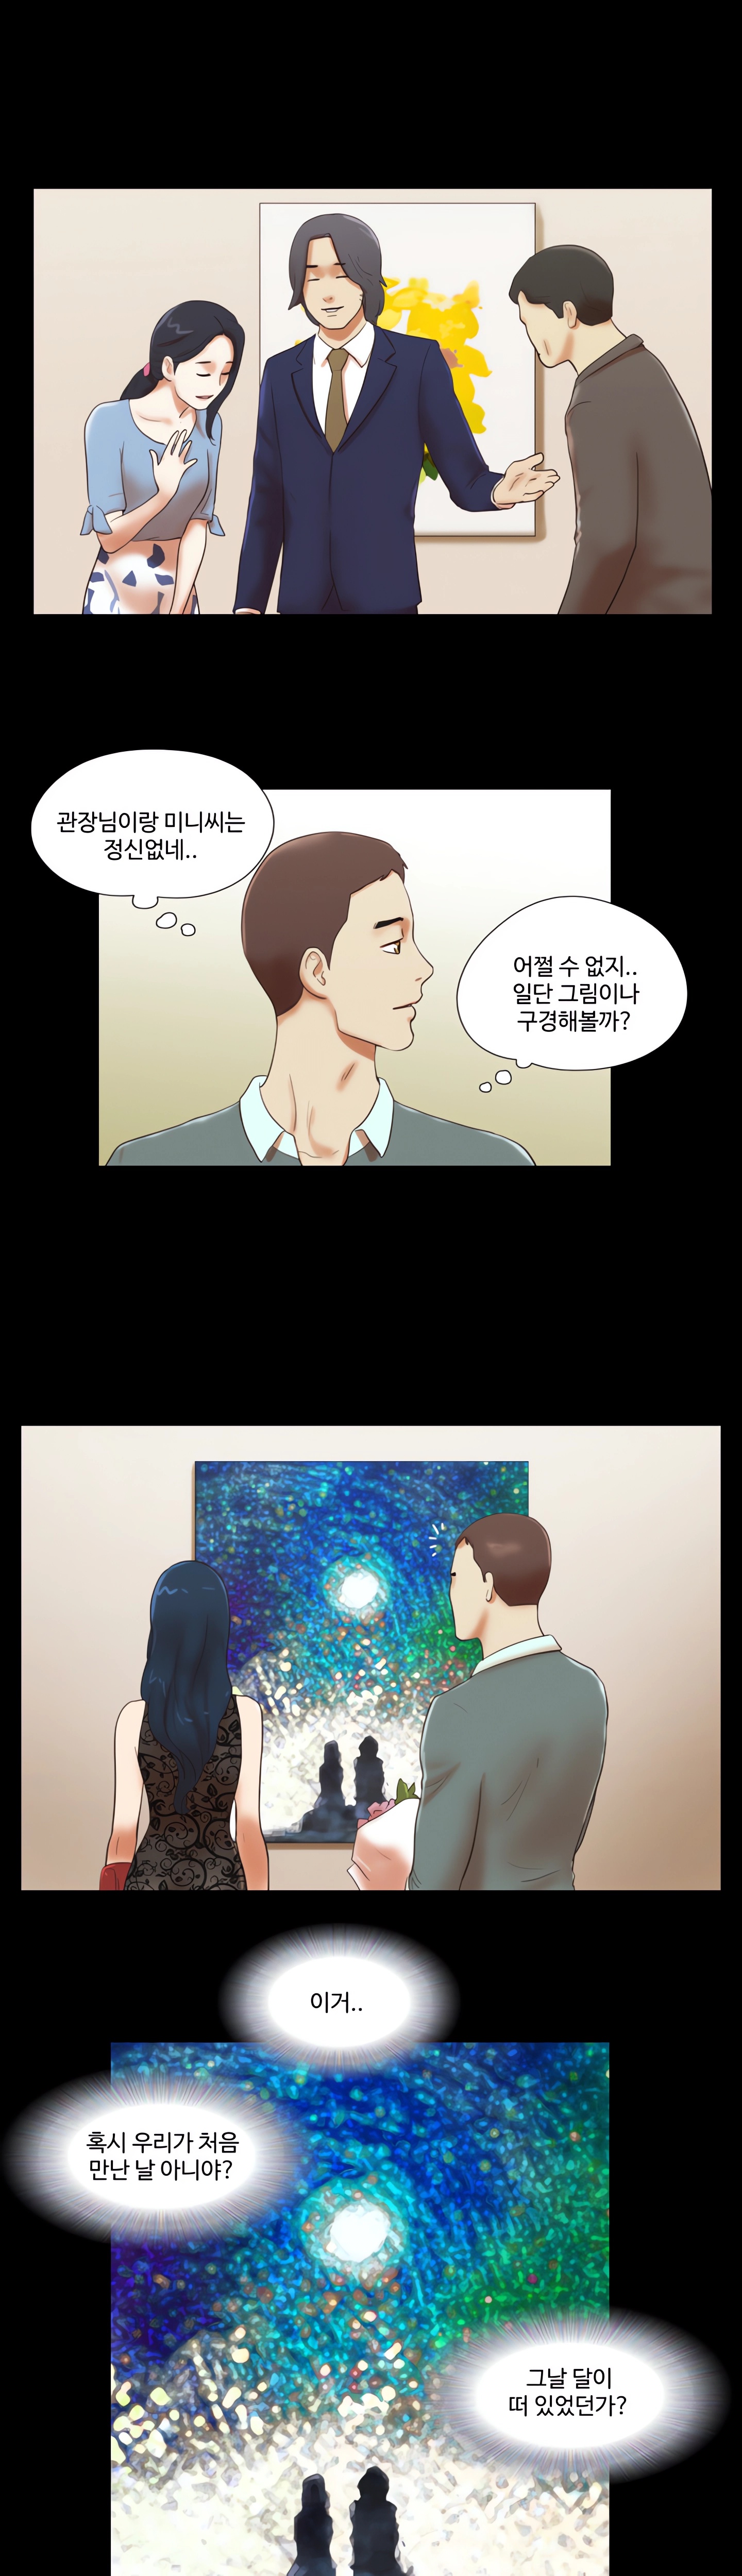 관장님이랑 미니씨는
정신없네..
어쩔 수 없지..
일단 그림이나
구경해볼까?
이거..
혹시 우리가 처음
만난 날 아니야?
그날 달이
떠 있었던가?